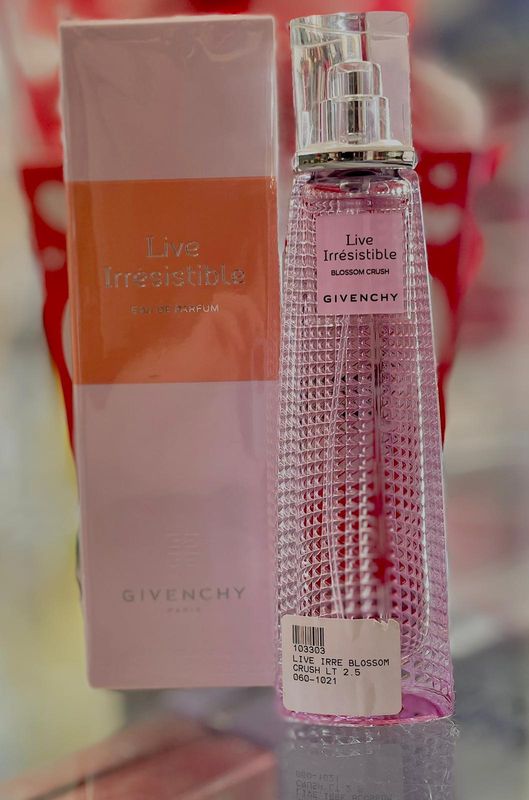 Live
Irrésistible
EAU DE PARFUM
GIVENCHY
PARIS
Live
Irrésistible
BLOSSOM CRUSH
GIVENCHY
103303
LIVE IRRE BLOSSOM
CRUSH LT 2.5
060-1021